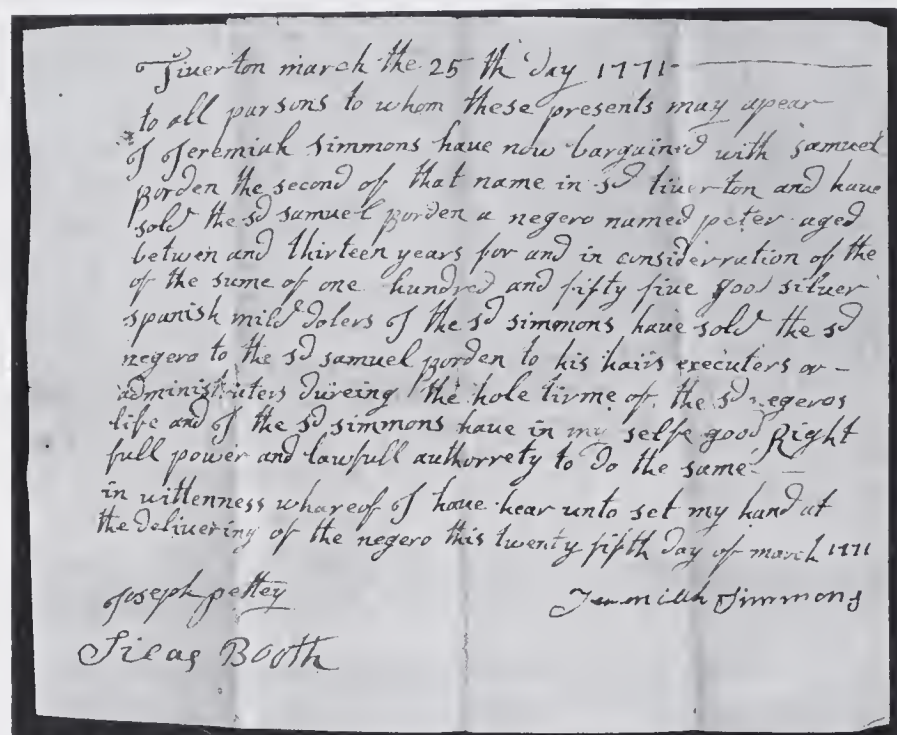 Tiverton march the 25 th day 1771
to all parsons to whom these presents may apear
I Jeremiah Simmons have now bargained with samuel
Borden the second of that name in sd tiverton and have
sold the sd samuel Borden a negero named peter aged
betwen and thirteen years for and in considerration of the
of the sume of one hundred and fifty five good silver
spanish mild dolers I the sd simmons have sold the sd
negero to the sd samuel Borden to his hairs executers or
administruters dureing the hole tirme of the sd negeros
life and I the sd simmons have in my selfe good Right
full power and lawfull authorrety to do the same
in wittenness whareof I have hear unto set my hand at
the delivering of the negero this twenty fifth day of march 1771
Joseph pettey
Jeremiah Simmons
Silas Booth